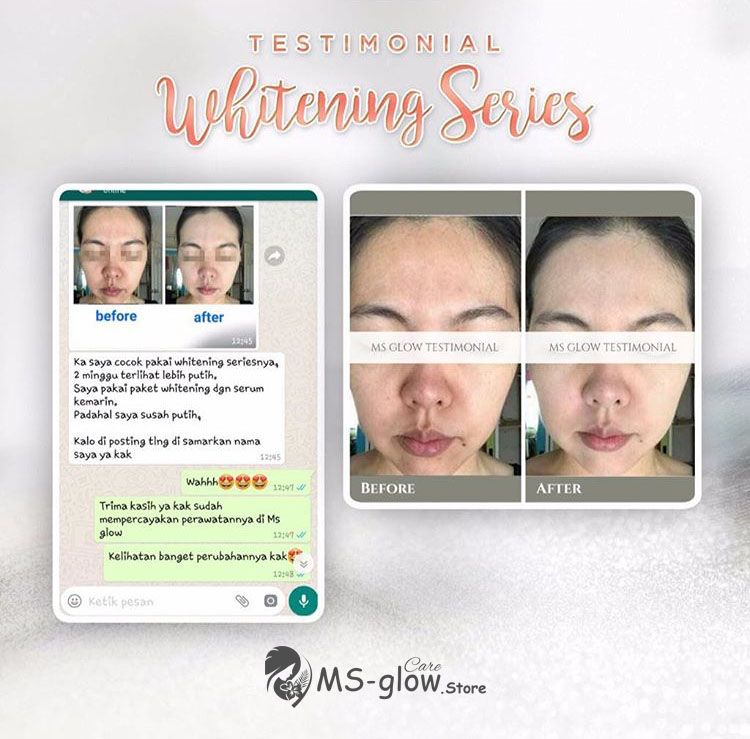 TESTIMONIAL
Whitening Series
online
before
after
12:45
Ka saya cocok pakai whitening seriesnya,
2 minggu terlihat lebih putih.
Saya pakai paket whitening dgn serum
kemarin.
Padahal saya susah putih,
Kalo di posting tlng di samarkan nama
saya ya kak
12:45
Wahhh😍😍😍
12:47
Trima kasih ya kak sudah
mempercayakan perawatannya di Ms
glow
12:47
Kelihatan banget perubahannya kak😍
12:48
Ketik pesan
MS GLOW TESTIMONIAL
MS GLOW TESTIMONIAL
BEFORE
AFTER
Care
MS-glow.Store